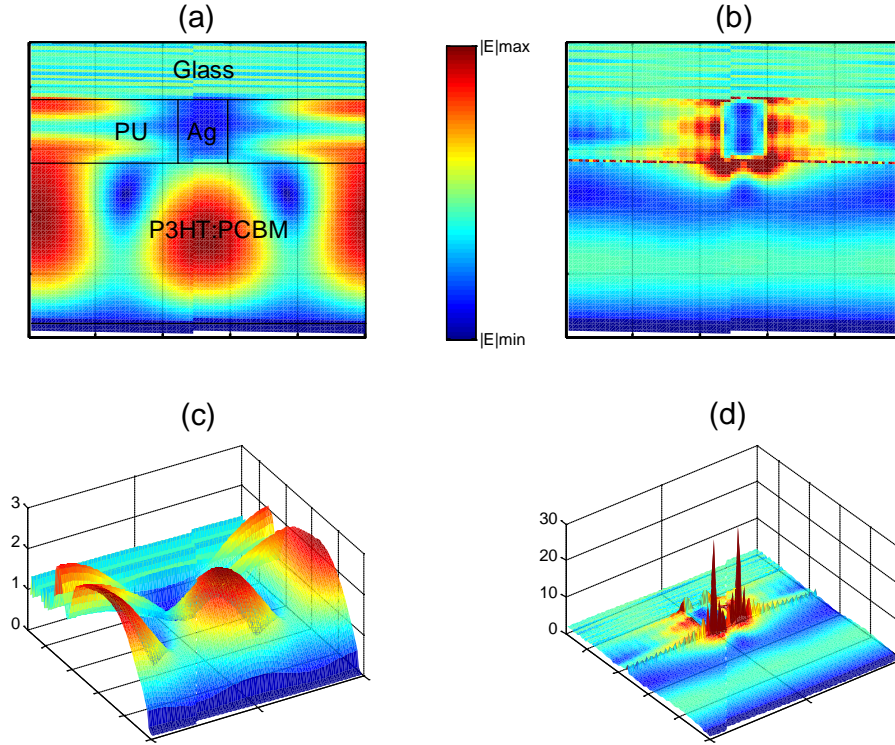 (a)
(b)
|E|max
|E|min
Glass
PU
Ag
P3HT:PCBM
(c)
(d)
3
2
1
0
30
20
10
0